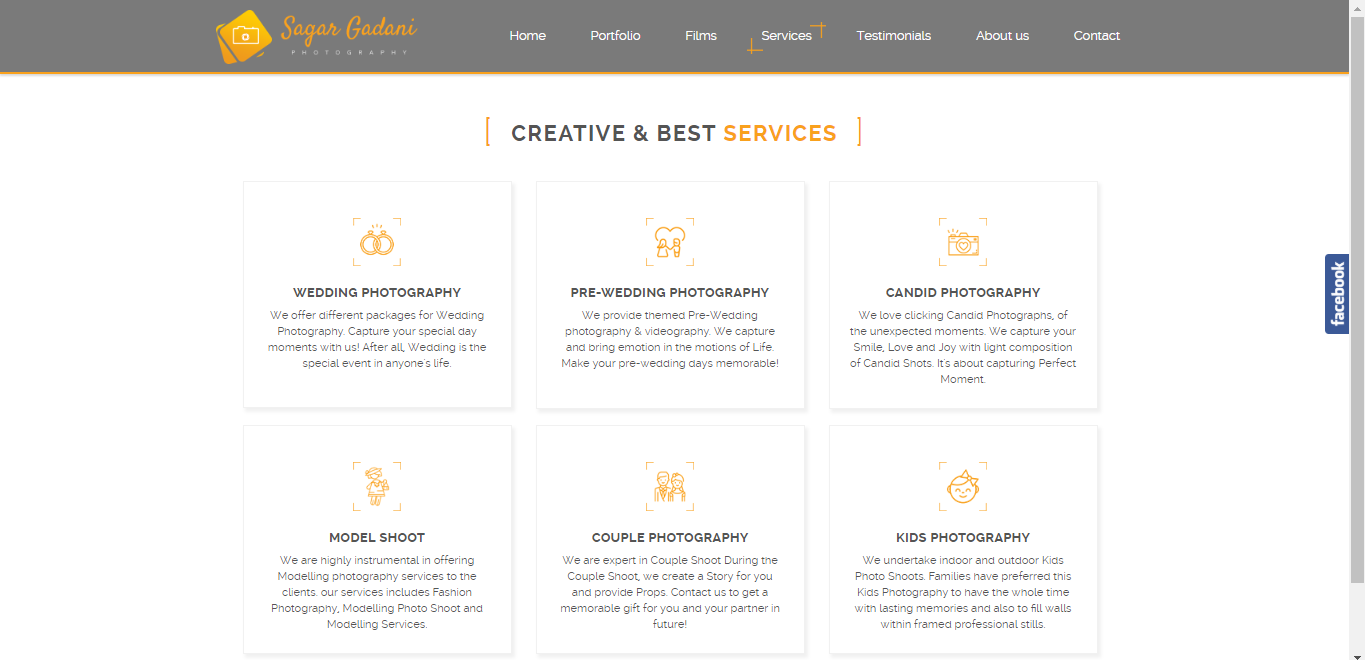 Sagar Gadani
PHOTOGRAPHY
Home
Portfolio
Films
Services
Testimonials
About us
Contact
[ CREATIVE & BEST SERVICES ]
WEDDING PHOTOGRAPHY
We offer different packages for Wedding
Photography. Capture your special day
moments with us! After all, Wedding is the
special event in anyone's life.
PRE-WEDDING PHOTOGRAPHY
We provide themed Pre-Wedding
photography & videography. We capture
and bring emotion in the motions of Life.
Make your pre-wedding days memorable!
CANDID PHOTOGRAPHY
We love clicking Candid Photographs, of
the unexpected moments. We capture your
Smile, Love and Joy with light composition
of Candid Shots. It's about capturing Perfect
Moment.
facebook
MODEL SHOOT
We are highly instrumental in offering
Modelling photography services to the
clients. our services includes Fashion
Photography, Modelling Photo Shoot and
Modelling Services.
COUPLE PHOTOGRAPHY
We are expert in Couple Shoot During the
Couple Shoot, we create a Story for you
and provide Props. Contact us to get a
memorable gift for you and your partner in
future!
KIDS PHOTOGRAPHY
We undertake indoor and outdoor Kids
Photo Shoots. Families have preferred this
Kids Photography to have the whole time
with lasting memories and also to fill walls
within framed professional stills.